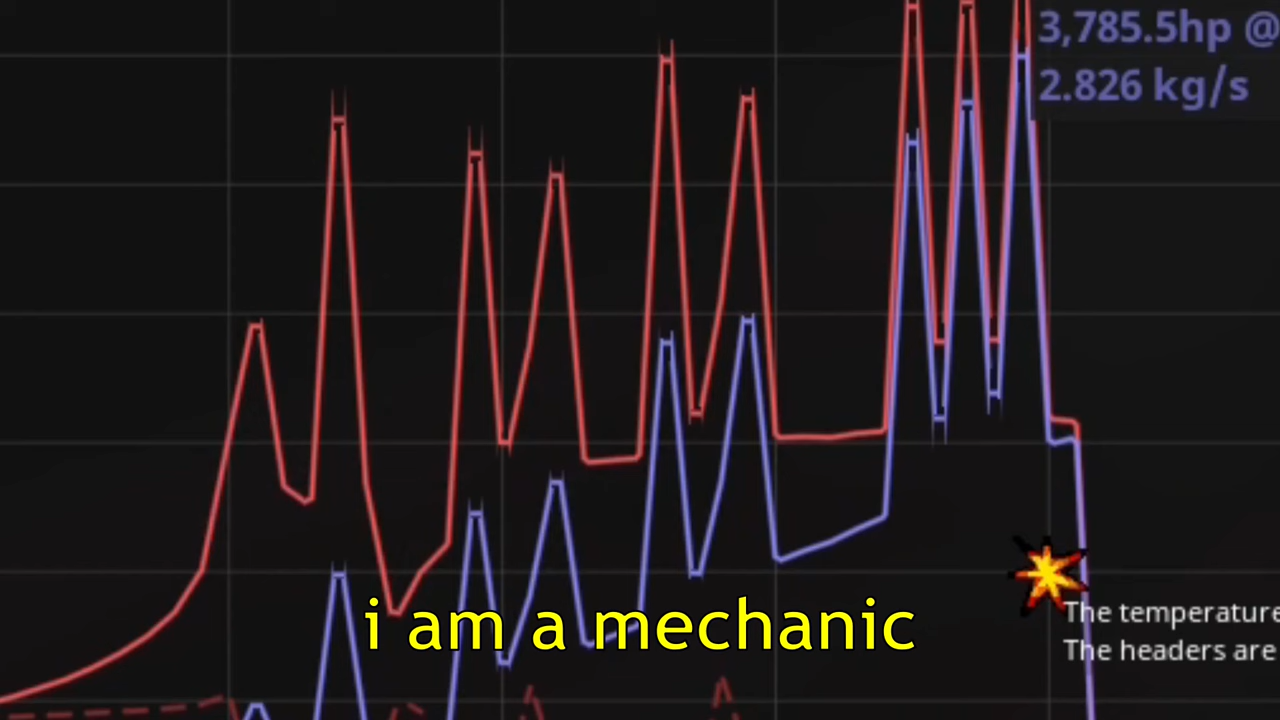 3,785.5hp @
2.826 kg/s
i am a mechanic
The temperature
The headers are